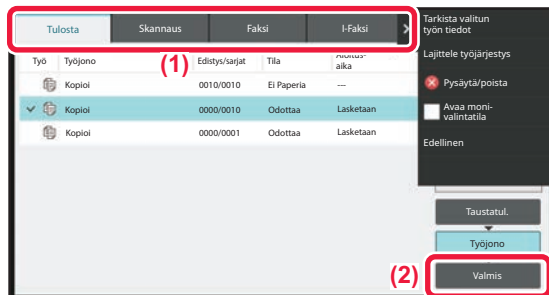 Tulosta Skannaus Faksi I-Faksi
(1)
Työ Työjono Edistys/sarjat Tila Aloitus-
aika
Kopioi 0010/0010 Ei Paperia ---
Kopioi 0000/0010 Odottaa Lasketaan
Kopioi 0000/0001 Odottaa Lasketaan
Tarkista valitun
työn tiedot
Lajittele työjärjestys
Pysäytä/poista
Avaa moni-
valintatila
Edellinen
Taustatul.
Työjono
(2)
Valmis